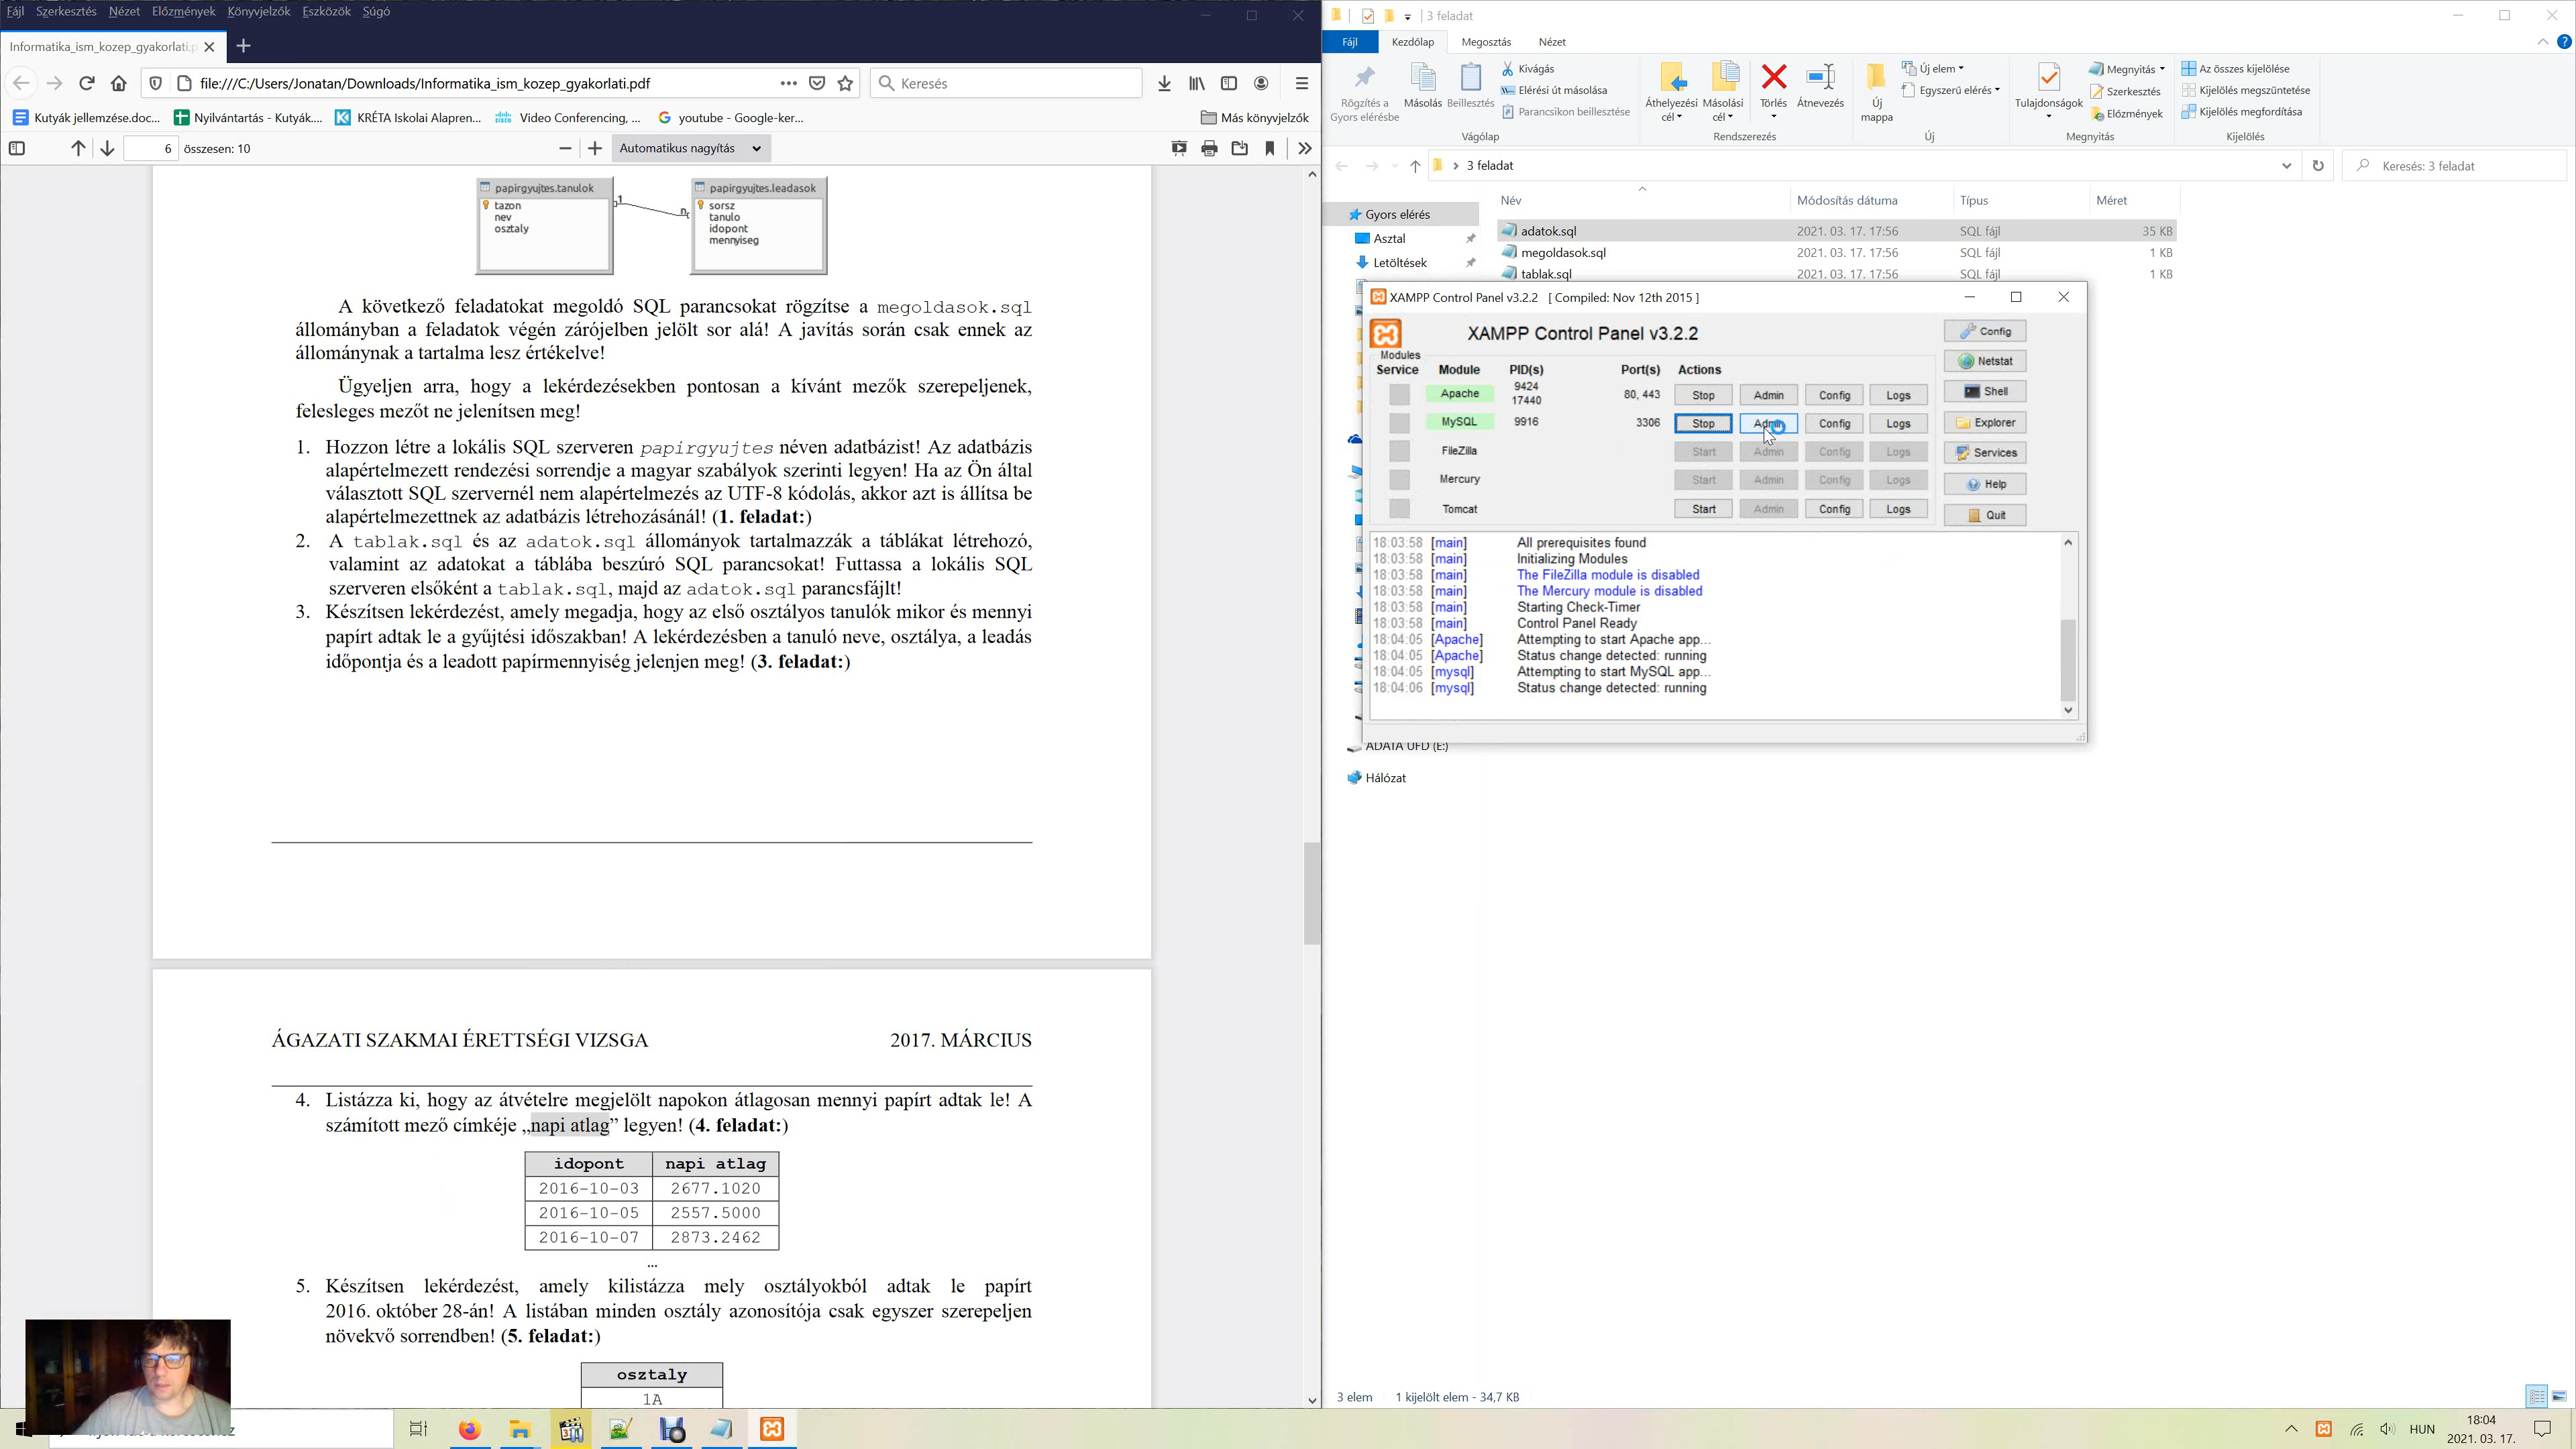 Fájl Szerkesztés Nézet Előzmények Könyvjelzők Eszközök Súgó
Informatika_ism_kozep_gyakorlati.p
file:///C:/Users/Jonatan/Downloads/Informatika_ism_kozep_gyakorlati.pdf
Keresés
Kutyák jellemzése.doc...
Nyilvántartás - Kutyák....
KRÉTA Iskolai Alapren...
Video Conferencing, ...
youtube - Google-ker...
Más könyvjelzők
6 összesen: 10
Automatikus nagyítás
papirgyujtes.tanulok
tazon
nev
osztaly
1
n
papirgyujtes.leadasok
sorsz
tanulo
idopont
mennyiseg
A következő feladatokat megoldó SQL parancsokat rögzítse a megoldasok.sql
állományban a feladatok végén zárójelben jelölt sor alá! A javítás során csak ennek az
állománynak a tartalma lesz értékelve!
Ügyeljen arra, hogy a lekérdezésekben pontosan a kívánt mezők szerepeljenek,
felesleges mezőt ne jelenítsen meg!
1. Hozzon létre a lokális SQL szerveren papirgyujtes néven adatbázist! Az adatbázis
alapértelmezett rendezési sorrendje a magyar szabályok szerinti legyen! Ha az Ön által
választott SQL szervernél nem alapértelmezés az UTF-8 kódolás, akkor azt is állítsa be
alapértelmezettnek az adatbázis létrehozásánál! (1. feladat:)
2. A tablak.sql és az adatok.sql állományok tartalmazzák a táblákat létrehozó,
valamint az adatokat a táblába beszúró SQL parancsokat! Futtassa a lokális SQL
szerveren elsőként a tablak.sql, majd az adatok.sql parancsfájlt!
3. Készítsen lekérdezést, amely megadja, hogy az első osztályos tanulók mikor és mennyi
papírt adtak le a gyűjtési időszakban! A lekérdezésben a tanuló neve, osztálya, a leadás
időpontja és a leadott papírmennyiség jelenjen meg! (3. feladat:)
ÁGAZATI SZAKMAI ÉRETTSÉGI VIZSGA 2017. MÁRCIUS
4. Listázza ki, hogy az átvételre megjelölt napokon átlagosan mennyi papírt adtak le! A
számított mező címkéje „napi atlag” legyen! (4. feladat:)
idopont napi atlag
2016-10-03 2677.1020
2016-10-05 2557.5000
2016-10-07 2873.2462
...
5. Készítsen lekérdezést, amely kilistázza mely osztályokból adtak le papírt
2016. október 28-án! A listában minden osztály azonosítója csak egyszer szerepeljen
növekvő sorrendben! (5. feladat:)
osztaly
1A
3 feladat
Fájl Kezdőlap Megosztás Nézet
Rögzítés a
Gyors elérésbe
Másolás
Beillesztés
Kivágás
Elérési út másolása
Parancsikon beillesztése
Vágólap
Áthelyezési
cél
Másolási
cél
Törlés
Átnevezés
Rendszerezés
Új
mappa
Új elem
Egyszerű elérés
Új
Tulajdonságok
Megnyitás
Szerkesztés
Előzmények
Megnyitás
Az összes kijelölése
Kijelölés megszüntetése
Kijelölés megfordítása
Kijelölés
3 feladat
Keresés: 3 feladat
Név Módosítás dátuma Típus Méret
adatok.sql 2021. 03. 17. 17:56 SQL fájl 35 KB
megoldasok.sql 2021. 03. 17. 17:56 SQL fájl 1 KB
tablak.sql 2021. 03. 17. 17:56 SQL fájl 1 KB
Gyors elérés
Asztal
Letöltések
ADATA UFD (E:)
Hálózat
XAMPP Control Panel v3.2.2 [ Compiled: Nov 12th 2015 ]
XAMPP Control Panel v3.2.2
Modules
Service Module PID(s) Port(s) Actions
Apache 9424
17440 80, 443 Stop Admin Config Logs
MySQL 9916 3306 Stop Admin Config Logs
FileZilla Start Admin Config Logs
Mercury Start Admin Config Logs
Tomcat Start Admin Config Logs
Config
Netstat
Shell
Explorer
Services
Help
Quit
18:03:58 [main] All prerequisites found
18:03:58 [main] Initializing Modules
18:03:58 [main] The FileZilla module is disabled
18:03:58 [main] The Mercury module is disabled
18:03:58 [main] Starting Check-Timer
18:03:58 [main] Control Panel Ready
18:04:05 [Apache] Attempting to start Apache app...
18:04:05 [Apache] Status change detected: running
18:04:05 [mysql] Attempting to start MySQL app...
18:04:06 [mysql] Status change detected: running
3 elem 1 kijelölt elem - 34,7 KB
HUN
18:04
2021. 03. 17.